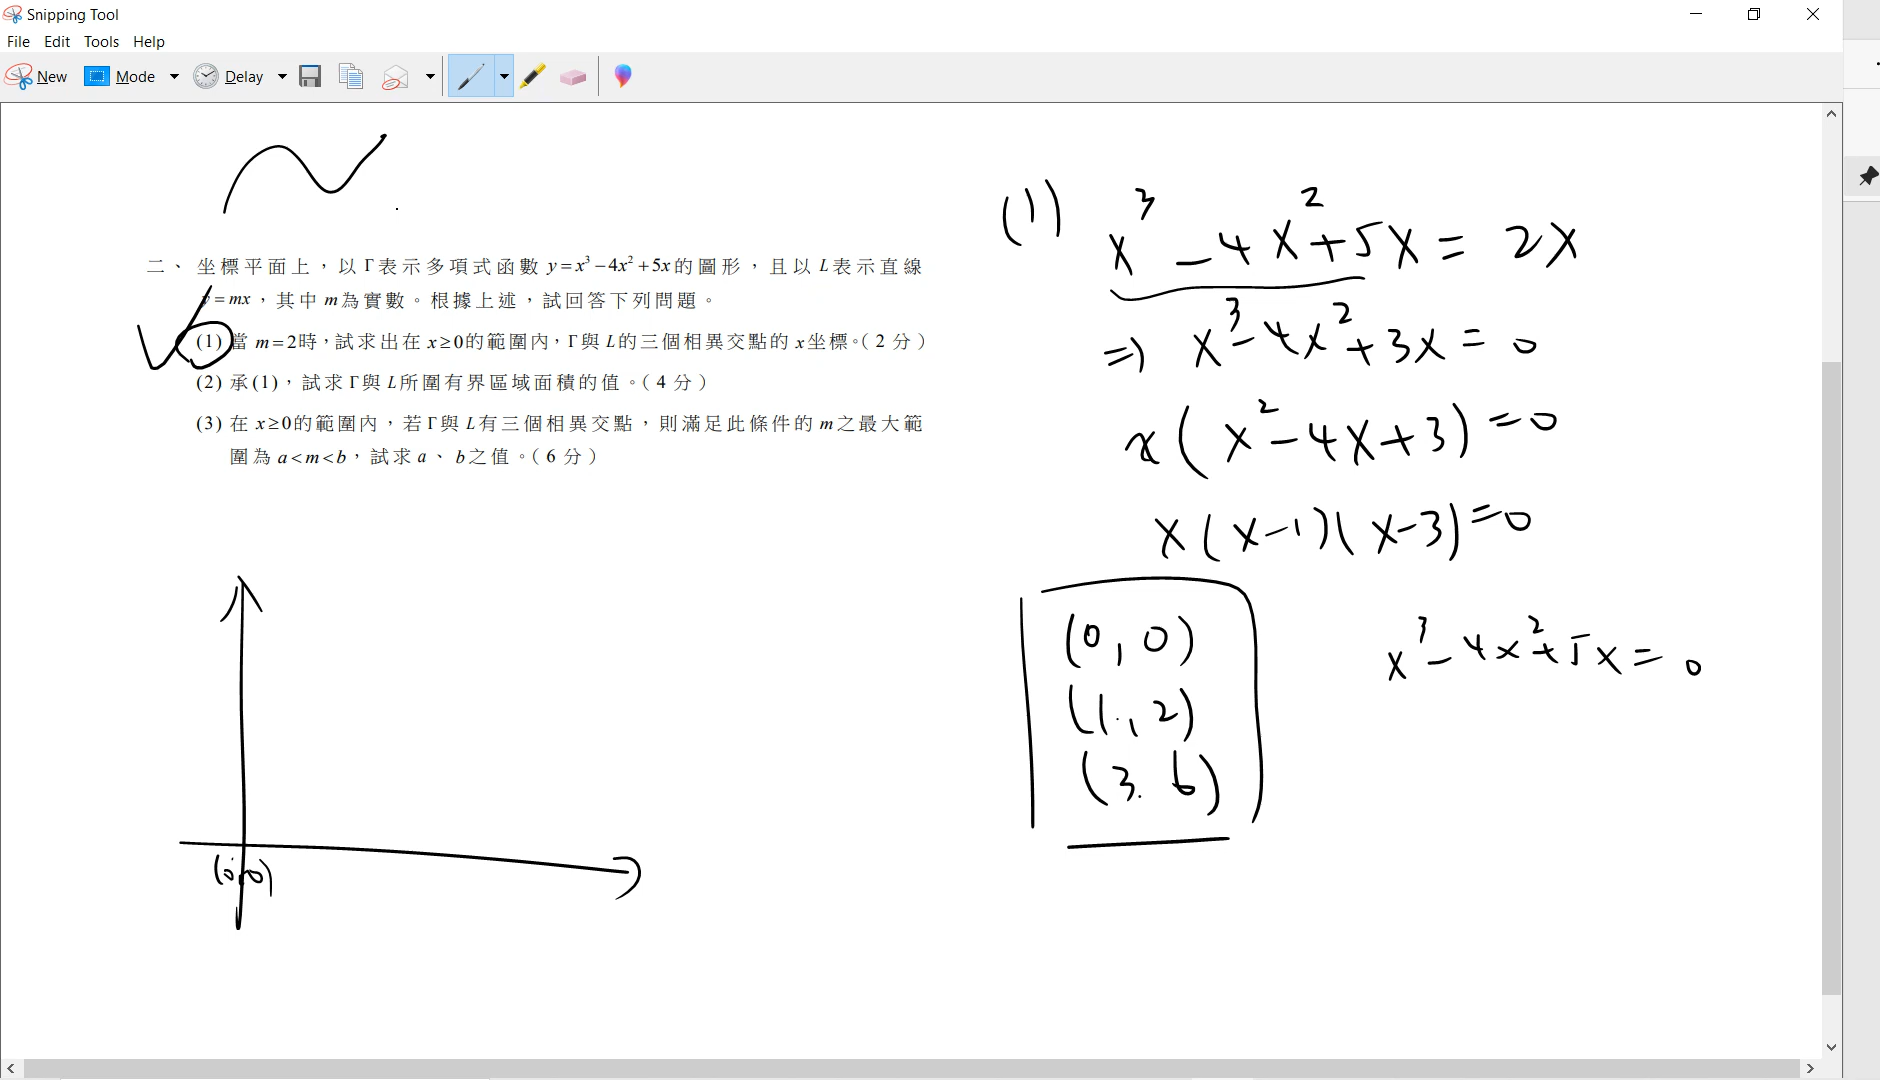 Snipping Tool
File Edit Tools Help
New Mode Delay
二、坐標平面上，以Γ表示多項式函數 y=x³−4x²+5x的圖形，且以L表示直線
= mx，其中m為實數。根據上述，試回答下列問題。
(1) 當 m=2時，試求出在 x≥0的範圍內，Γ與L的三個相異交點的x坐標。（2分）
(2) 承(1)，試求Γ與L所圍有界區域面積的值。（4分）
(3) 在 x≥0的範圍內，若Γ與L有三個相異交點，則滿足此條件的m之最大範
圍為 a<m<b，試求a、b之值。（6分）
(0,0)
(1) x³−4x²+5x=2x
⇒ x³−4x²+3x=0
x(x²−4x+3)=0
x(x−1)(x−3)=0
(0,0)
(1,2)
(3.6)
x³−4x²+5x=0